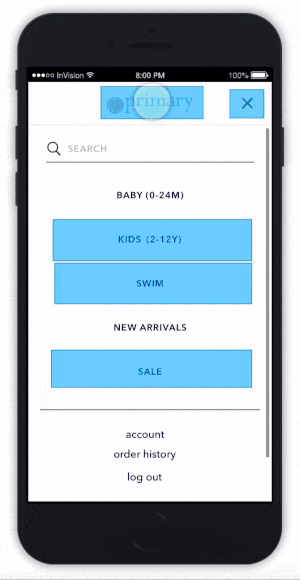 InVision 8:00 PM 100%
primary
SEARCH
BABY (0-24M)
KIDS (2-12Y)
SWIM
NEW ARRIVALS
SALE
account
order history
log out